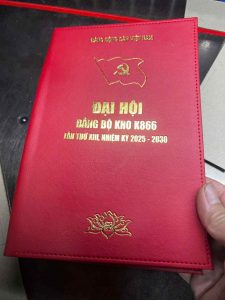 ĐẢNG CỘNG SẢN VIỆT NAM
ĐẠI HỘI
ĐẢNG BỘ KHO K866
LẦN THỨ XIII, NHIỆM KỲ 2025 - 2030